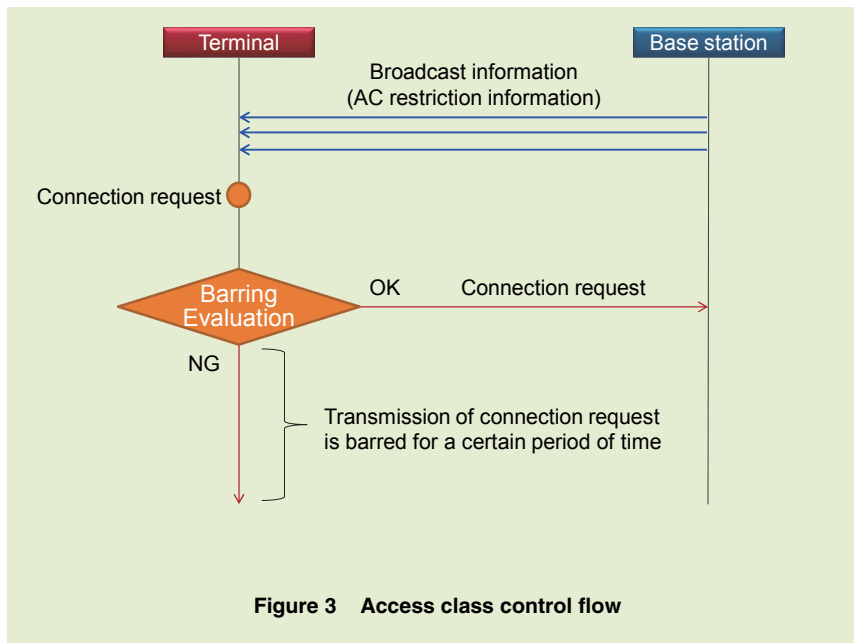 Terminal
Base station
Broadcast information
(AC restriction information)
Connection request
Barring
Evaluation
OK
Connection request
NG
Transmission of connection request
is barred for a certain period of time
Figure 3 Access class control flow